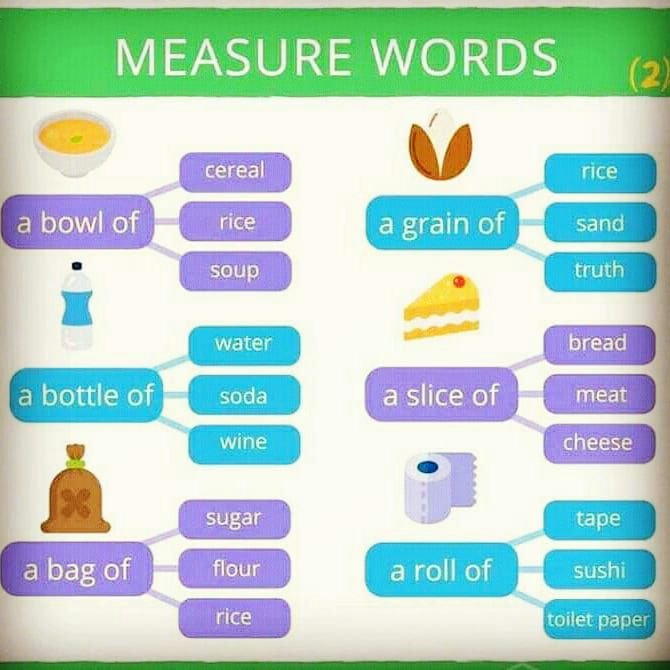 MEASURE WORDS
(2)
a bowl of
cereal
rice
soup
a grain of
rice
sand
truth
a bottle of
water
soda
wine
a slice of
bread
meat
cheese
a bag of
sugar
flour
rice
a roll of
tape
sushi
toilet paper